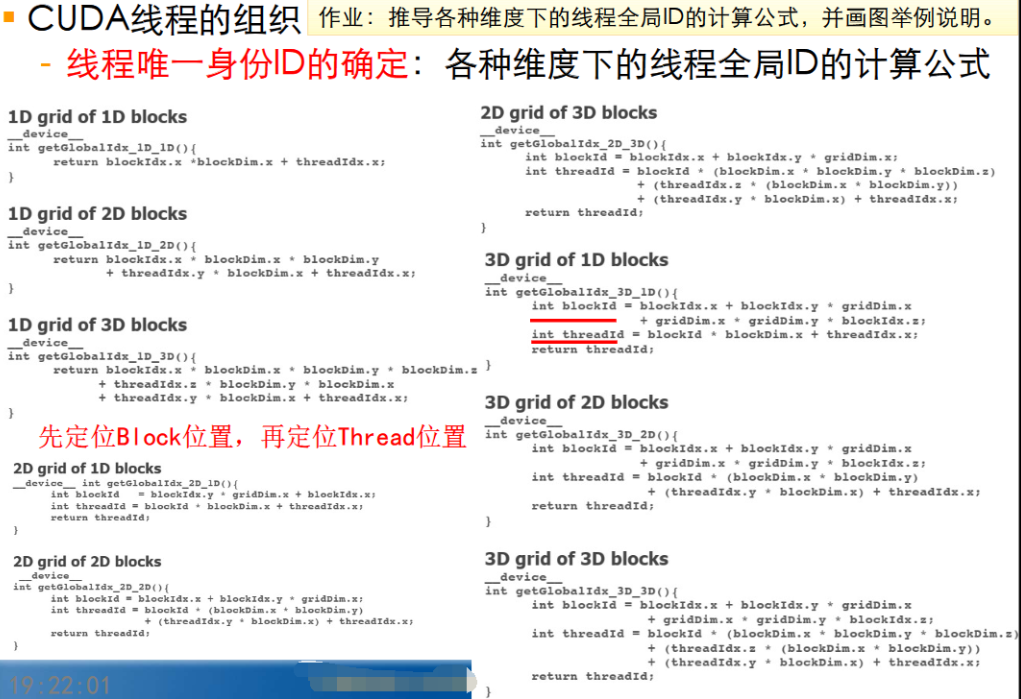 CUDA线程的组织
作业：推导各种维度下的线程全局ID的计算公式，并画图举例说明。
- 线程唯一身份ID的确定：各种维度下的线程全局ID的计算公式
1D grid of 1D blocks
__device__
int getGlobalIdx_1D_1D(){
return blockIdx.x *blockDim.x + threadIdx.x;
}
1D grid of 2D blocks
__device__
int getGlobalIdx_1D_2D(){
return blockIdx.x * blockDim.x * blockDim.y
+ threadIdx.y * blockDim.x + threadIdx.x;
}
1D grid of 3D blocks
__device__
int getGlobalIdx_1D_3D(){
return blockIdx.x * blockDim.x * blockDim.y * blockDim.z
+ threadIdx.z * blockDim.y * blockDim.x
+ threadIdx.y * blockDim.x + threadIdx.x;
}
先定位Block位置，再定位Thread位置
2D grid of 1D blocks
__device__ int getGlobalIdx_2D_1D(){
int blockId = blockIdx.y * gridDim.x + blockIdx.x;
int threadId = blockId * blockDim.x + threadIdx.x;
return threadId;
}
2D grid of 2D blocks
__device__
int getGlobalIdx_2D_2D(){
int blockId = blockIdx.x + blockIdx.y * gridDim.x;
int threadId = blockId * (blockDim.x * blockDim.y)
+ (threadIdx.y * blockDim.x) + threadIdx.x;
return threadId;
}
19:22:01
2D grid of 3D blocks
__device__
int getGlobalIdx_2D_3D(){
int blockId = blockIdx.x + blockIdx.y * gridDim.x;
int threadId = blockId * (blockDim.x * blockDim.y * blockDim.z)
+ (threadIdx.z * (blockDim.x * blockDim.y))
+ (threadIdx.y * blockDim.x) + threadIdx.x;
return threadId;
}
3D grid of 1D blocks
__device__
int getGlobalIdx_3D_1D(){
int blockId = blockIdx.x + blockIdx.y * gridDim.x
+ gridDim.x * gridDim.y * blockIdx.z;
int threadId = blockId * blockDim.x + threadIdx.x;
return threadId;
}
3D grid of 2D blocks
__device__
int getGlobalIdx_3D_2D(){
int blockId = blockIdx.x + blockIdx.y * gridDim.x
+ gridDim.x * gridDim.y * blockIdx.z;
int threadId = blockId * (blockDim.x * blockDim.y)
+ (threadIdx.y * blockDim.x) + threadIdx.x;
return threadId;
}
3D grid of 3D blocks
__device__
int getGlobalIdx_3D_3D(){
int blockId = blockIdx.x + blockIdx.y * gridDim.x
+ gridDim.x * gridDim.y * blockIdx.z;
int threadId = blockId * (blockDim.x * blockDim.y * blockDim.z)
+ (threadIdx.z * (blockDim.x * blockDim.y))
+ (threadIdx.y * blockDim.x) + threadIdx.x;
return threadId;
}